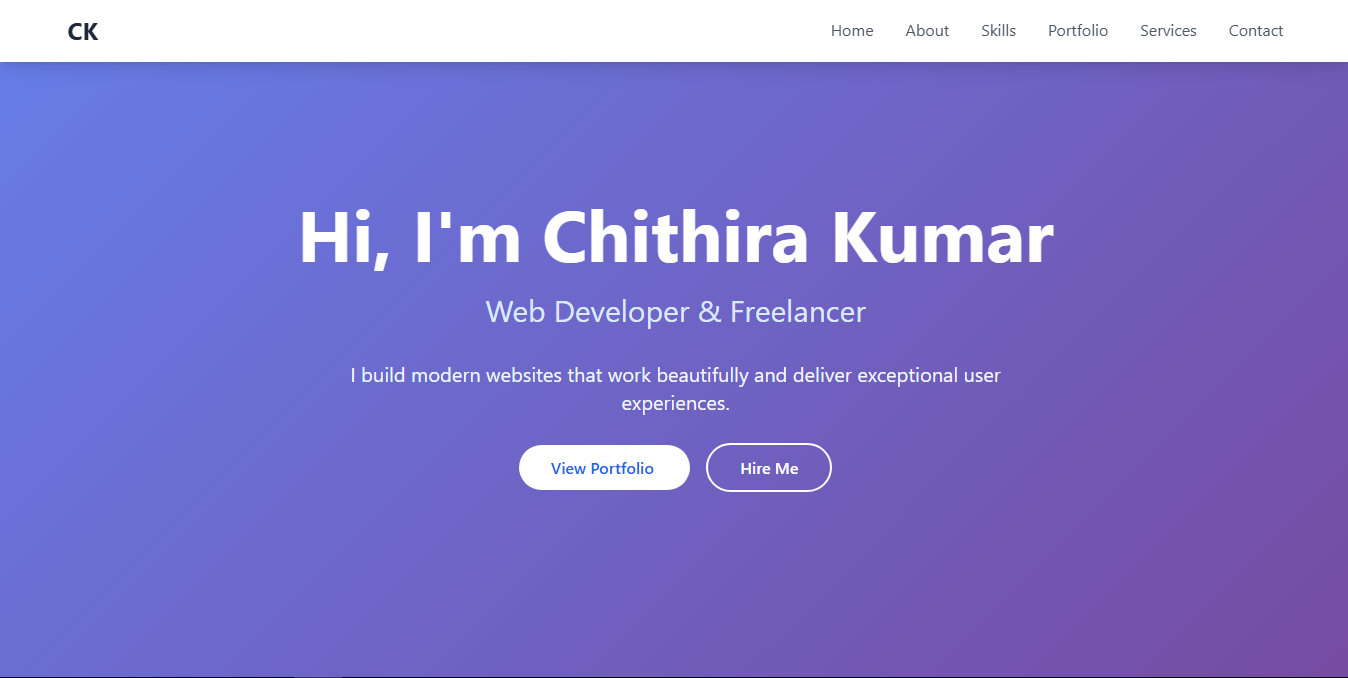 CK
Home About Skills Portfolio Services Contact
Hi, I'm Chithira Kumar
Web Developer & Freelancer
I build modern websites that work beautifully and deliver exceptional user
experiences.
View Portfolio
Hire Me